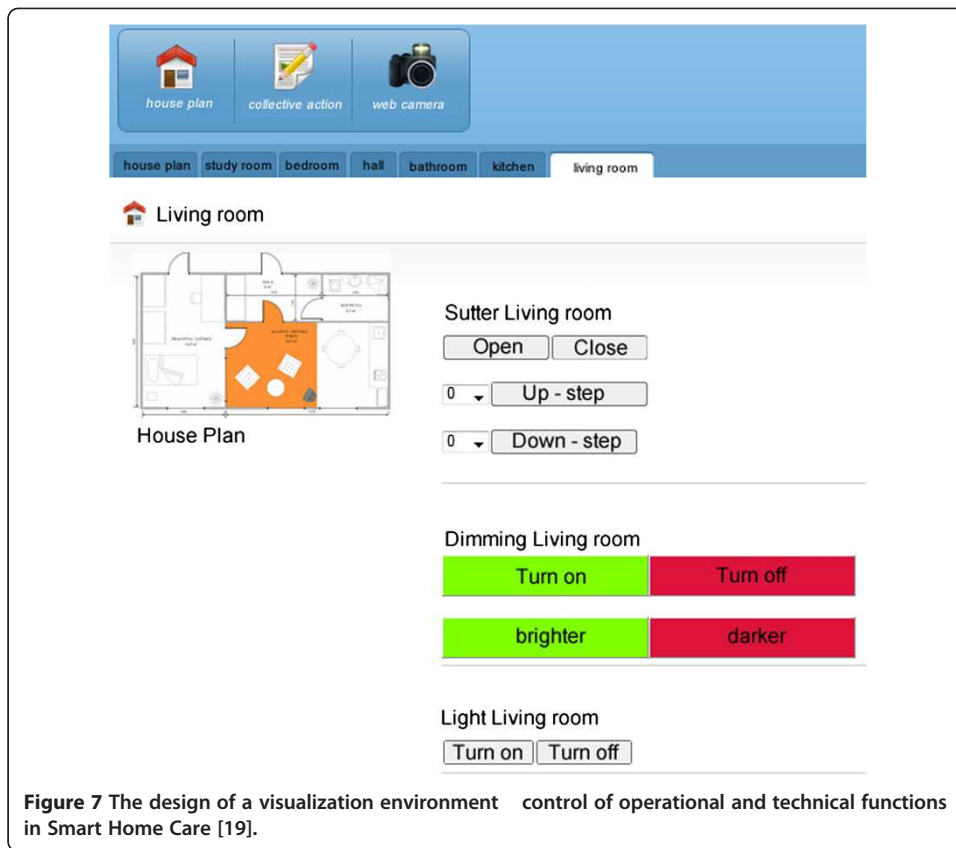 house plan collective action web camera
house plan study room bedroom hall bathroom kitchen living room
Living room
House Plan
Sutter Living room
Open Close
0 Up - step
0 Down - step
Dimming Living room
Turn on Turn off
brighter darker
Light Living room
Turn on Turn off
Figure 7 The design of a visualization environment control of operational and technical functions
in Smart Home Care [19].